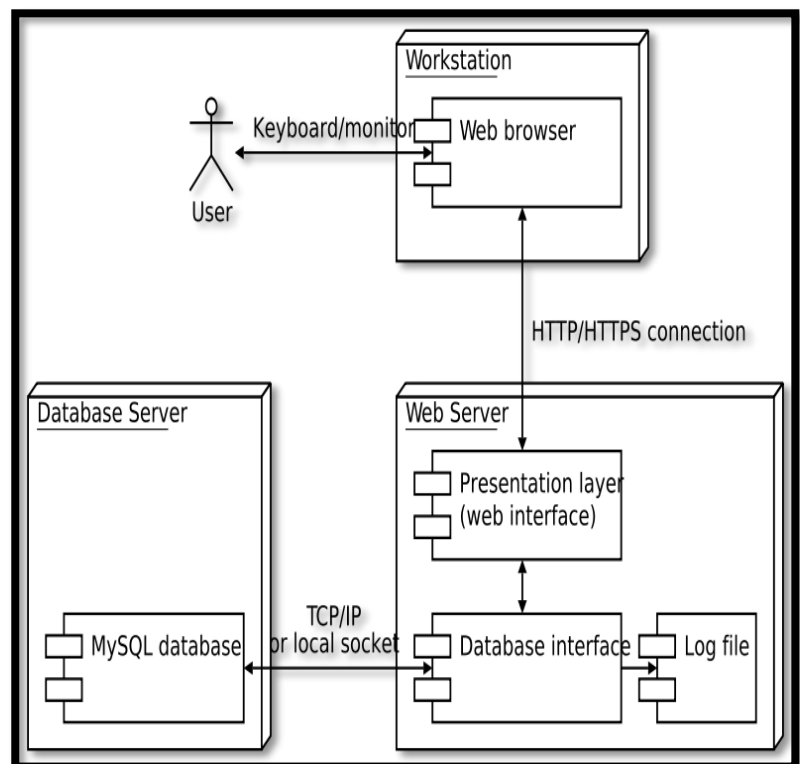 Workstation
Keyboard/monitor
Web browser
User
HTTP/HTTPS connection
Database Server
Web Server
Presentation layer
(web interface)
TCP/IP
or local socket
MySQL database
Database interface
Log file